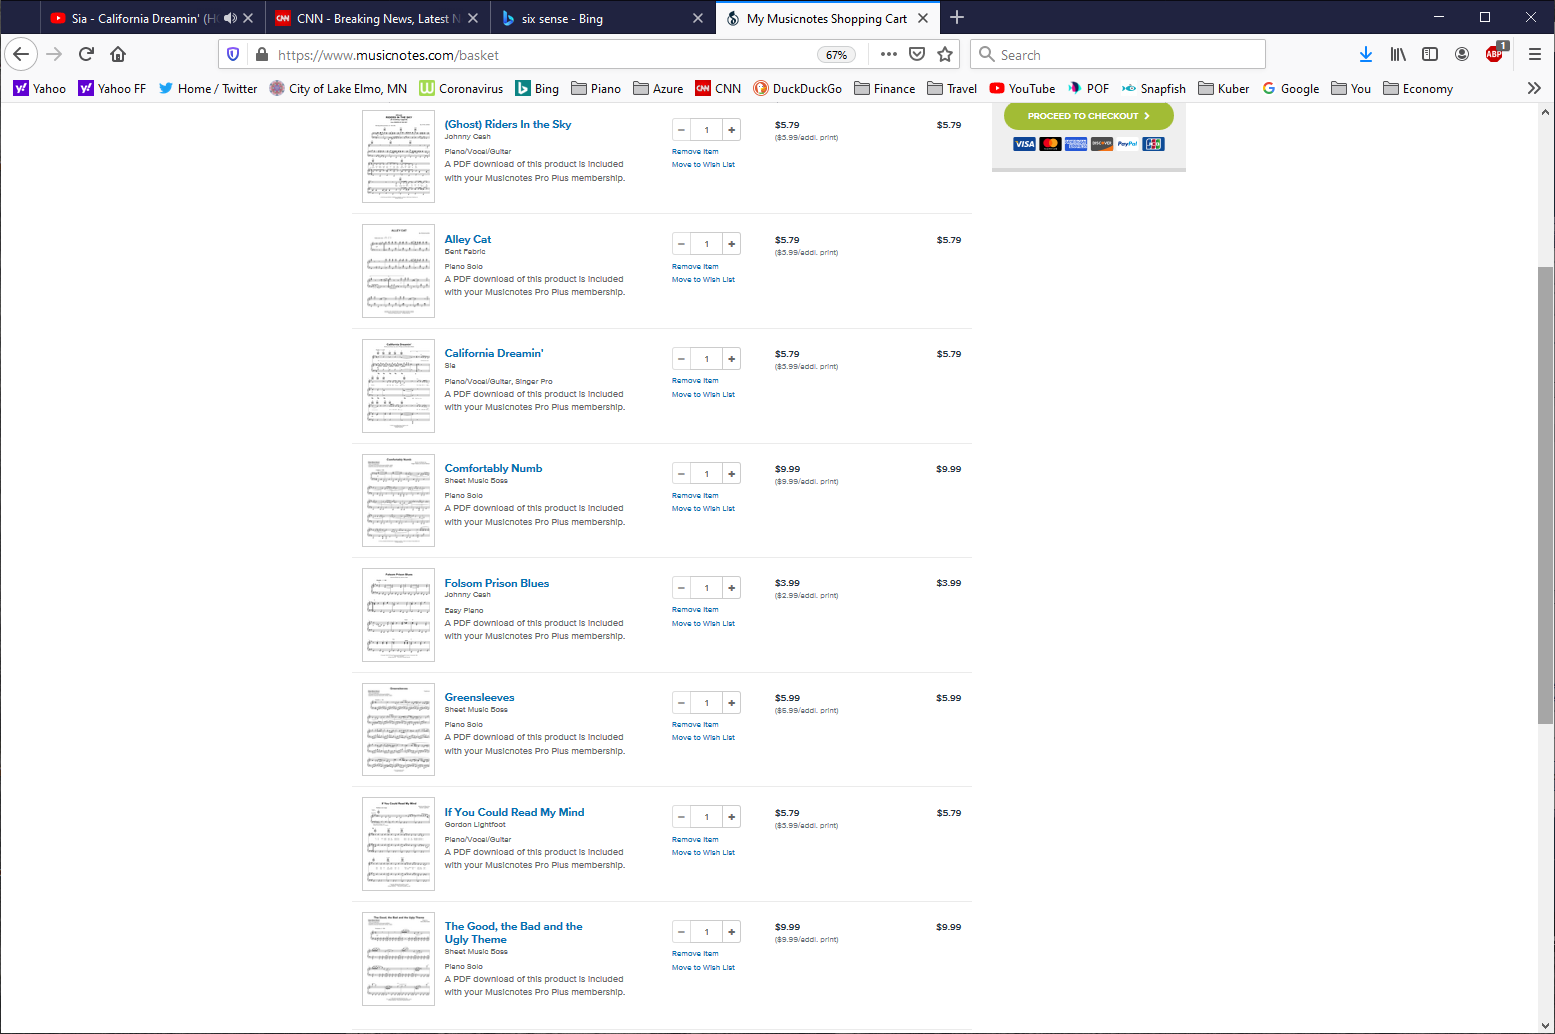 Sia - California Dreamin' (H
CNN - Breaking News, Latest N
six sense - Bing
My Musicnotes Shopping Cart
https://www.musicnotes.com/basket
67%
Search
1
ABP
Yahoo
Yahoo FF
Home / Twitter
City of Lake Elmo, MN
Coronavirus
Bing
Piano
Azure
CNN
DuckDuckGo
Finance
Travel
YouTube
POF
Snapfish
Kuber
Google
You
Economy
PROCEED TO CHECKOUT
VISA MasterCard AMERICAN EXPRESS DISCOVER PayPal JCB
(Ghost) Riders In the Sky
Johnny Cash
Piano/Vocal/Guitar
A PDF download of this product is included
with your Musicnotes Pro Plus membership.
− 1 +
Remove Item
Move to Wish List
$5.79
($5.99/addl. print)
$5.79
Alley Cat
Bent Fabric
Piano Solo
A PDF download of this product is included
with your Musicnotes Pro Plus membership.
− 1 +
Remove Item
Move to Wish List
$5.79
($5.99/addl. print)
$5.79
California Dreamin'
Sia
Piano/Vocal/Guitar, Singer Pro
A PDF download of this product is included
with your Musicnotes Pro Plus membership.
− 1 +
Remove Item
Move to Wish List
$5.79
($5.99/addl. print)
$5.79
Comfortably Numb
Sheet Music Boss
Piano Solo
A PDF download of this product is included
with your Musicnotes Pro Plus membership.
− 1 +
Remove Item
Move to Wish List
$9.99
($9.99/addl. print)
$9.99
Folsom Prison Blues
Johnny Cash
Easy Piano
A PDF download of this product is included
with your Musicnotes Pro Plus membership.
− 1 +
Remove Item
Move to Wish List
$3.99
($2.99/addl. print)
$3.99
Greensleeves
Sheet Music Boss
Piano Solo
A PDF download of this product is included
with your Musicnotes Pro Plus membership.
− 1 +
Remove Item
Move to Wish List
$5.99
($5.99/addl. print)
$5.99
If You Could Read My Mind
Gordon Lightfoot
Piano/Vocal/Guitar
A PDF download of this product is included
with your Musicnotes Pro Plus membership.
− 1 +
Remove Item
Move to Wish List
$5.79
($5.99/addl. print)
$5.79
The Good, the Bad and the
Ugly Theme
Sheet Music Boss
Piano Solo
A PDF download of this product is included
with your Musicnotes Pro Plus membership.
− 1 +
Remove Item
Move to Wish List
$9.99
($9.99/addl. print)
$9.99